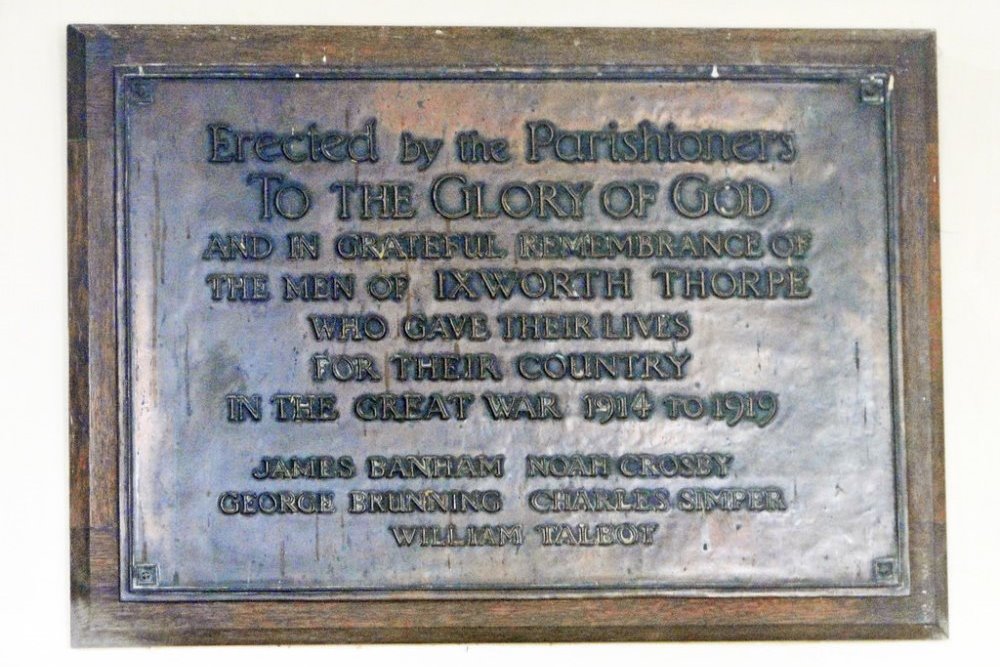 Erected by the Parishioners
TO THE GLORY OF GOD
AND IN GRATEFUL REMEMBRANCE OF
THE MEN OF IXWORTH THORPE
WHO GAVE THEIR LIVES
FOR THEIR COUNTRY
IN THE GREAT WAR 1914 TO 1919
JAMES BANHAM NOAH CROSBY
GEORGE BRUNNING CHARLES SIMPER
WILLIAM TALBOT